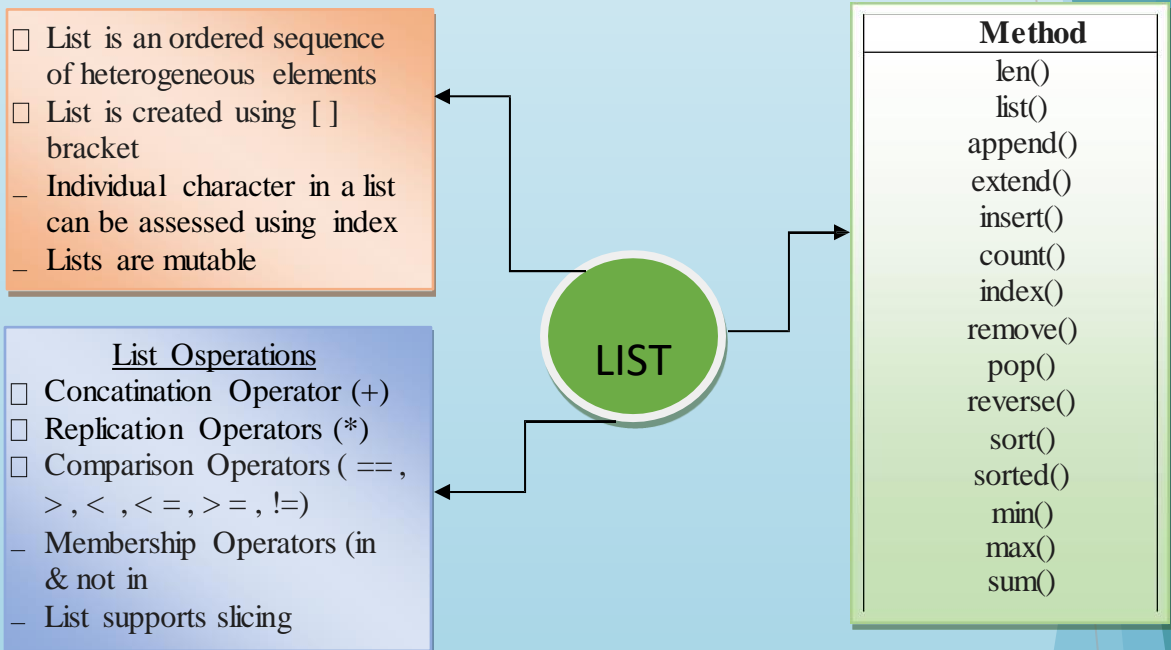 □ List is an ordered sequence
of heterogeneous elements
□ List is created using [ ]
bracket
_ Individual character in a list
can be assessed using index
_ Lists are mutable
List Osperations
□ Concatination Operator (+)
□ Replication Operators (*)
□ Comparison Operators ( == ,
> , < , < = , > = , !=)
_ Membership Operators (in
& not in
_ List supports slicing
LIST
Method
len()
list()
append()
extend()
insert()
count()
index()
remove()
pop()
reverse()
sort()
sorted()
min()
max()
sum()